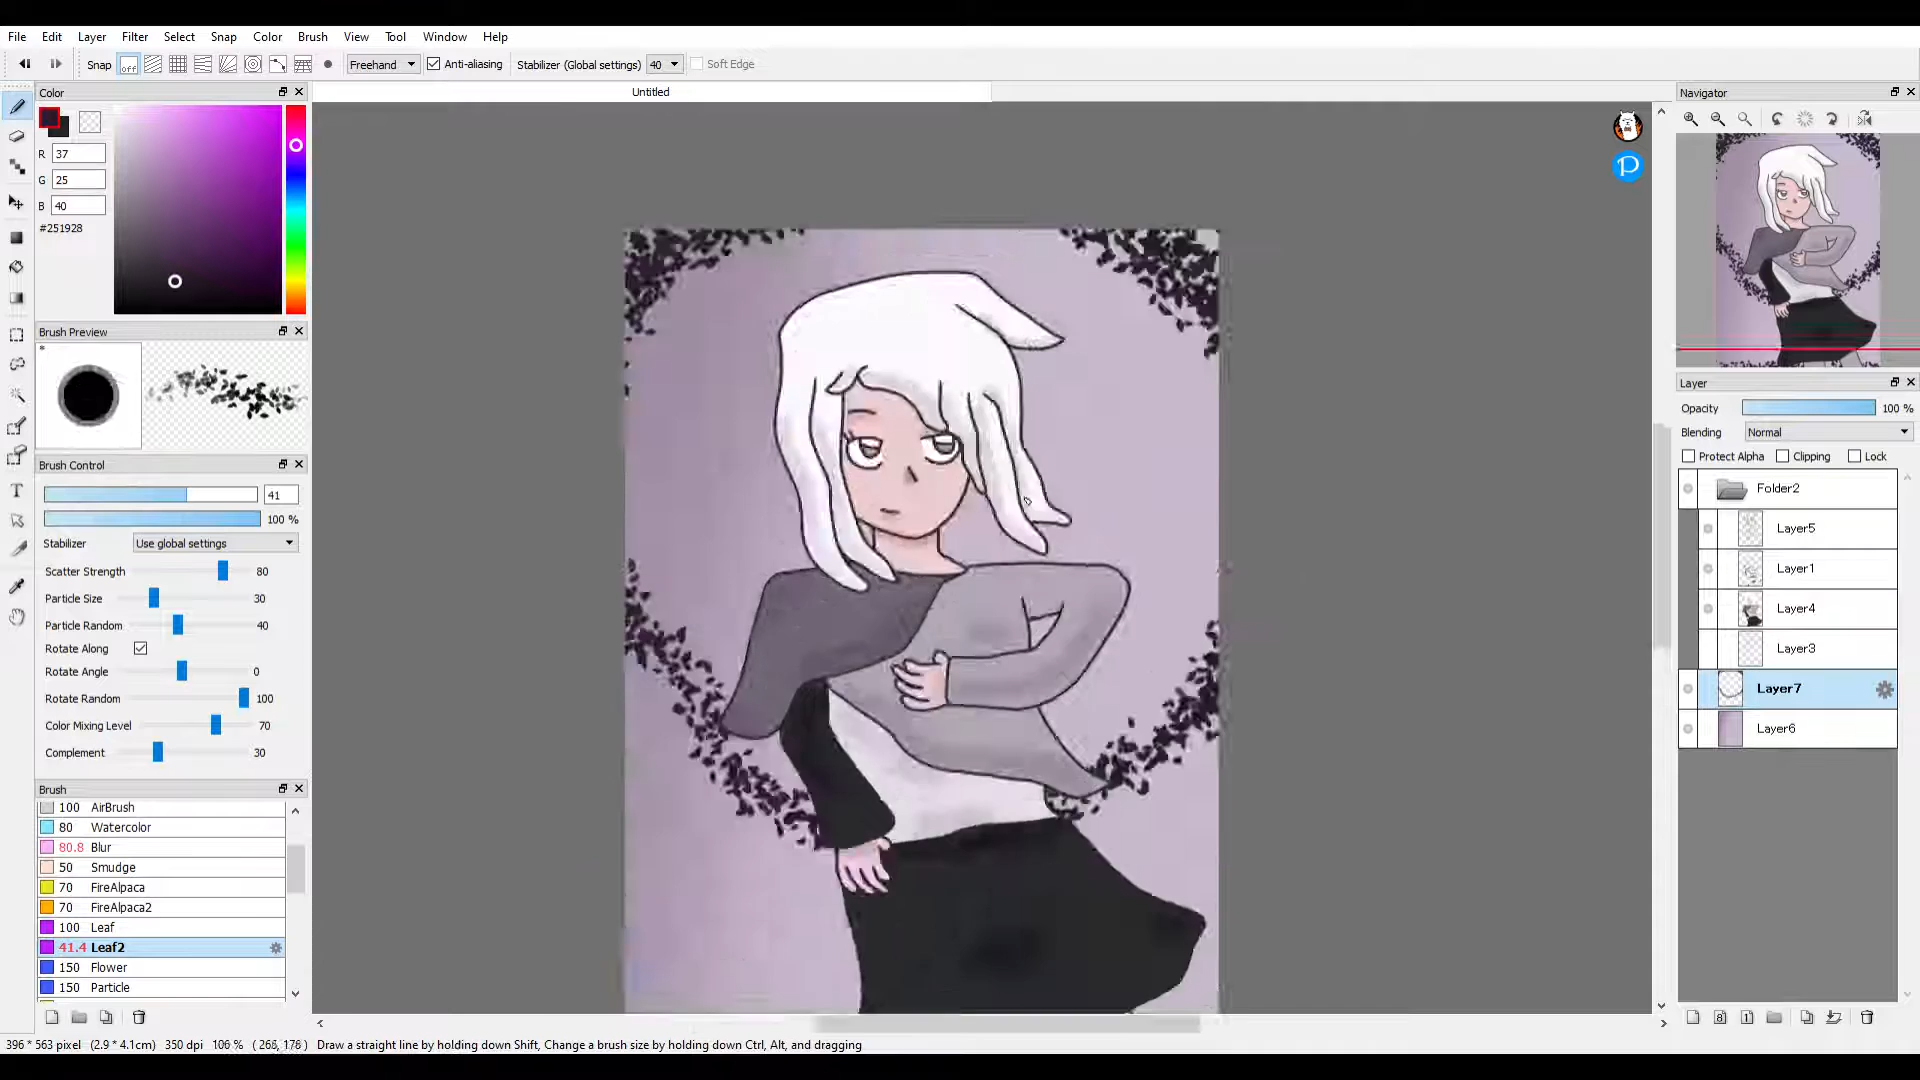 File Edit Layer Filter Select Snap Color Brush View Tool Window Help
Snap off Freehand Anti-aliasing Stabilizer (Global settings) 40 Soft Edge
Color
Untitled
Navigator
R 37
G 25
B 40
#251928
Brush Preview
*
Brush Control
41
100 %
Stabilizer Use global settings
Scatter Strength 80
Particle Size 30
Particle Random 40
Rotate Along
Rotate Angle 0
Rotate Random 100
Color Mixing Level 70
Complement 30
Brush
100 AirBrush
80 Watercolor
80.8 Blur
50 Smudge
70 FireAlpaca
70 FireAlpaca2
100 Leaf
41.4 Leaf2
150 Flower
150 Particle
P
Layer
Opacity 100 %
Blending Normal
Protect Alpha Clipping Lock
Folder2
Layer5
Layer1
Layer4
Layer3
Layer7
Layer6
8 1
396 * 563 pixel (2.9 * 4.1cm) 350 dpi 106 % ( 266, 178 ) Draw a straight line by holding down Shift, Change a brush size by holding down Ctrl, Alt, and dragging